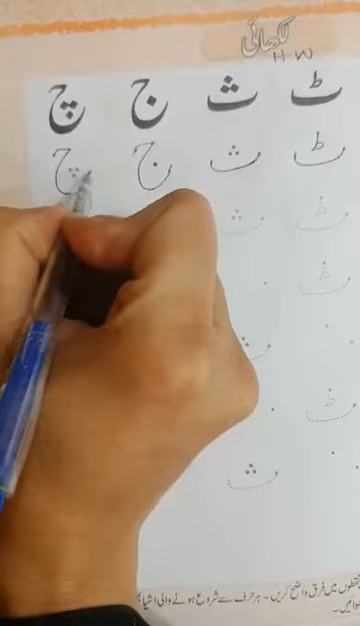 لکھائی
H.W
ٹ ث ج چ
ٹ ث ج چ
ٹ ث
ٹ
ث
ٹ
ث
نقطوں میں فرق واضح کریں۔ ہر حرف سے شروع ہونے والی اشیا